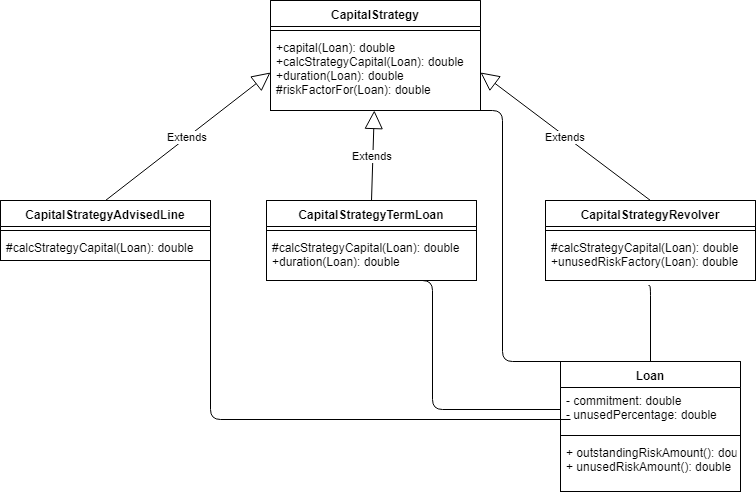 CapitalStrategy
+capital(Loan): double
+calcStrategyCapital(Loan): double
+duration(Loan): double
#riskFactorFor(Loan): double
Extends
Extends
Extends
CapitalStrategyAdvisedLine
#calcStrategyCapital(Loan): double
CapitalStrategyTermLoan
#calcStrategyCapital(Loan): double
+duration(Loan): double
CapitalStrategyRevolver
#calcStrategyCapital(Loan): double
+unusedRiskFactory(Loan): double
Loan
- commitment: double
- unusedPercentage: double
+ outstandingRiskAmount(): dou
+ unusedRiskAmount(): double